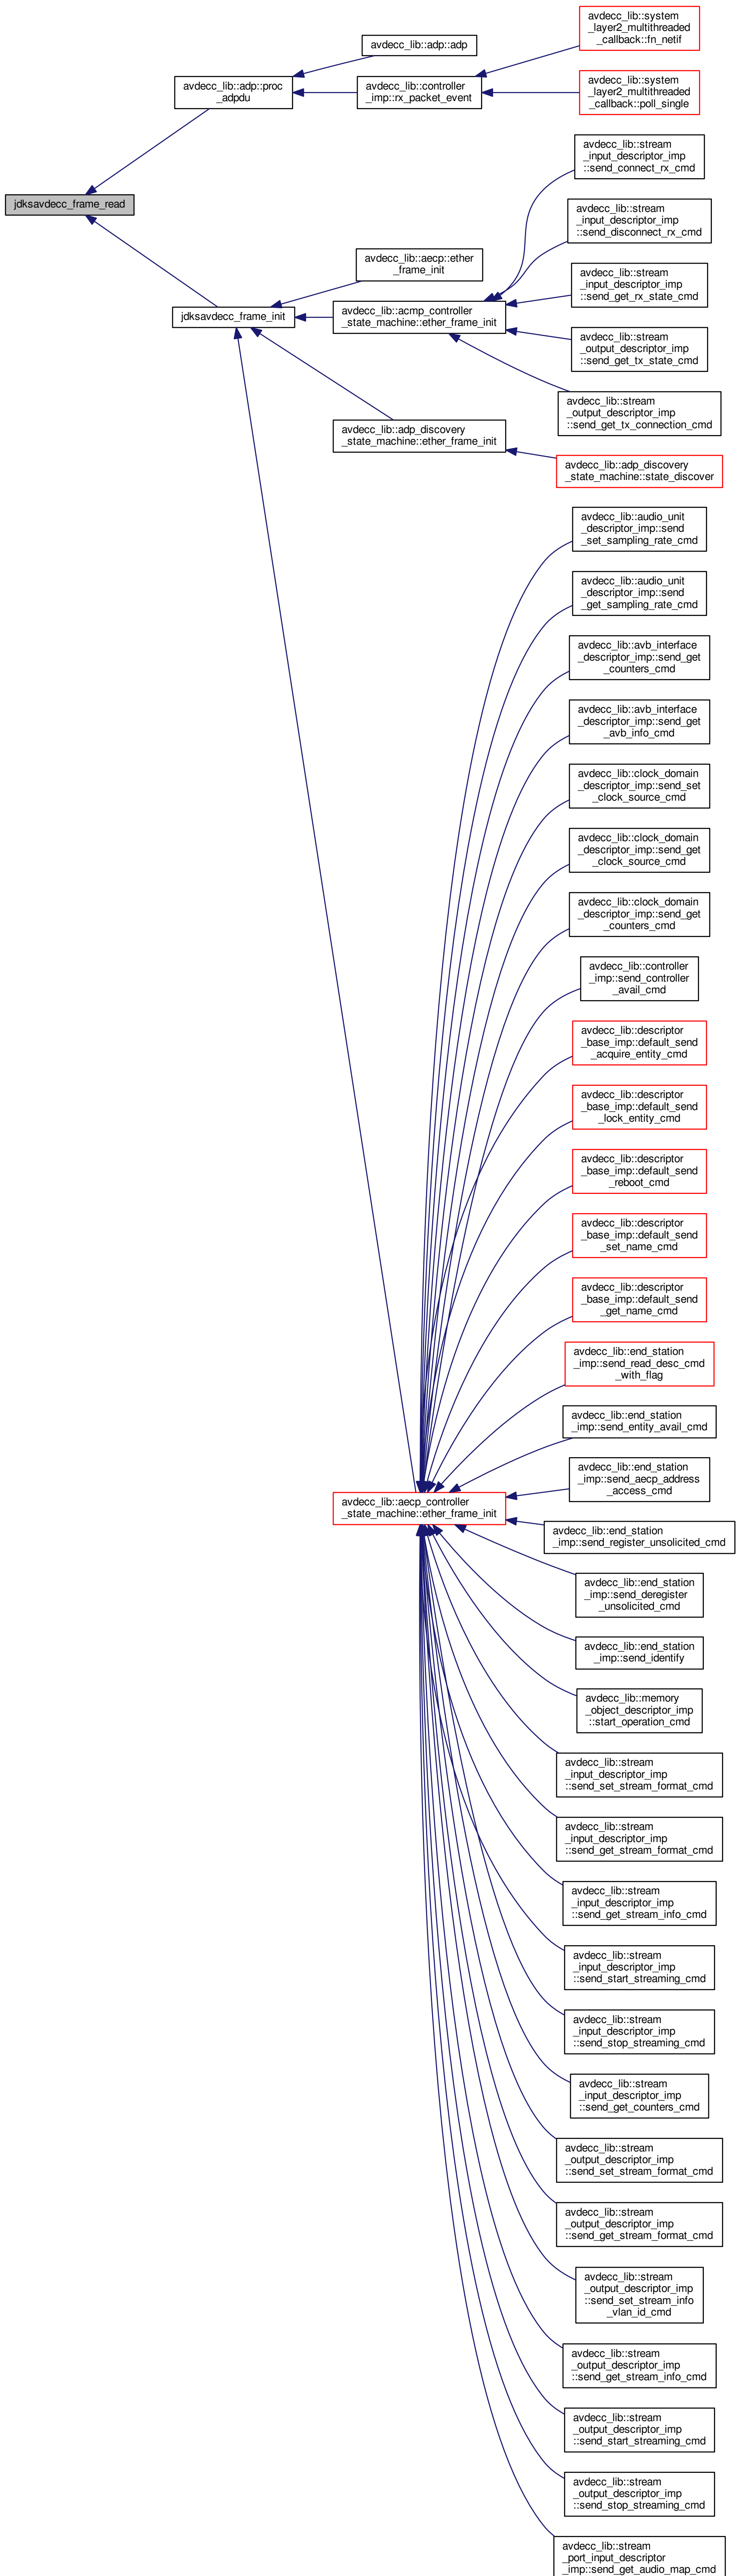 avdecc_lib::system
_layer2_multithreaded
_callback::fn_netif
avdecc_lib::adp::adp
avdecc_lib::adp::proc
_adpdu
avdecc_lib::controller
_imp::rx_packet_event
avdecc_lib::system
_layer2_multithreaded
_callback::poll_single
avdecc_lib::stream
_input_descriptor_imp
::send_connect_rx_cmd
jdksavdecc_frame_read
avdecc_lib::stream
_input_descriptor_imp
::send_disconnect_rx_cmd
avdecc_lib::aecp::ether
_frame_init
avdecc_lib::stream
_input_descriptor_imp
::send_get_rx_state_cmd
jdksavdecc_frame_init
avdecc_lib::acmp_controller
_state_machine::ether_frame_init
avdecc_lib::stream
_output_descriptor_imp
::send_get_tx_state_cmd
avdecc_lib::stream
_output_descriptor_imp
::send_get_tx_connection_cmd
avdecc_lib::adp_discovery
_state_machine::ether_frame_init
avdecc_lib::adp_discovery
_state_machine::state_discover
avdecc_lib::audio_unit
_descriptor_imp::send
_set_sampling_rate_cmd
avdecc_lib::audio_unit
_descriptor_imp::send
_get_sampling_rate_cmd
avdecc_lib::avb_interface
_descriptor_imp::send_get
_counters_cmd
avdecc_lib::avb_interface
_descriptor_imp::send_get
_avb_info_cmd
avdecc_lib::clock_domain
_descriptor_imp::send_set
_clock_source_cmd
avdecc_lib::clock_domain
_descriptor_imp::send_get
_clock_source_cmd
avdecc_lib::clock_domain
_descriptor_imp::send_get
_counters_cmd
avdecc_lib::controller
_imp::send_controller
_avail_cmd
avdecc_lib::descriptor
_base_imp::default_send
_acquire_entity_cmd
avdecc_lib::descriptor
_base_imp::default_send
_lock_entity_cmd
avdecc_lib::descriptor
_base_imp::default_send
_reboot_cmd
avdecc_lib::descriptor
_base_imp::default_send
_set_name_cmd
avdecc_lib::descriptor
_base_imp::default_send
_get_name_cmd
avdecc_lib::end_station
_imp::send_read_desc_cmd
_with_flag
avdecc_lib::end_station
_imp::send_entity_avail_cmd
avdecc_lib::end_station
_imp::send_aecp_address
_access_cmd
avdecc_lib::aecp_controller
_state_machine::ether_frame_init
avdecc_lib::end_station
_imp::send_register_unsolicited_cmd
avdecc_lib::end_station
_imp::send_deregister
_unsolicited_cmd
avdecc_lib::end_station
_imp::send_identify
avdecc_lib::memory
_object_descriptor_imp
::start_operation_cmd
avdecc_lib::stream
_input_descriptor_imp
::send_set_stream_format_cmd
avdecc_lib::stream
_input_descriptor_imp
::send_get_stream_format_cmd
avdecc_lib::stream
_input_descriptor_imp
::send_get_stream_info_cmd
avdecc_lib::stream
_input_descriptor_imp
::send_start_streaming_cmd
avdecc_lib::stream
_input_descriptor_imp
::send_stop_streaming_cmd
avdecc_lib::stream
_input_descriptor_imp
::send_get_counters_cmd
avdecc_lib::stream
_output_descriptor_imp
::send_set_stream_format_cmd
avdecc_lib::stream
_output_descriptor_imp
::send_get_stream_format_cmd
avdecc_lib::stream
_output_descriptor_imp
::send_set_stream_info
_vlan_id_cmd
avdecc_lib::stream
_output_descriptor_imp
::send_get_stream_info_cmd
avdecc_lib::stream
_output_descriptor_imp
::send_start_streaming_cmd
avdecc_lib::stream
_output_descriptor_imp
::send_stop_streaming_cmd
avdecc_lib::stream
_port_input_descriptor
_imp::send_get_audio_map_cmd